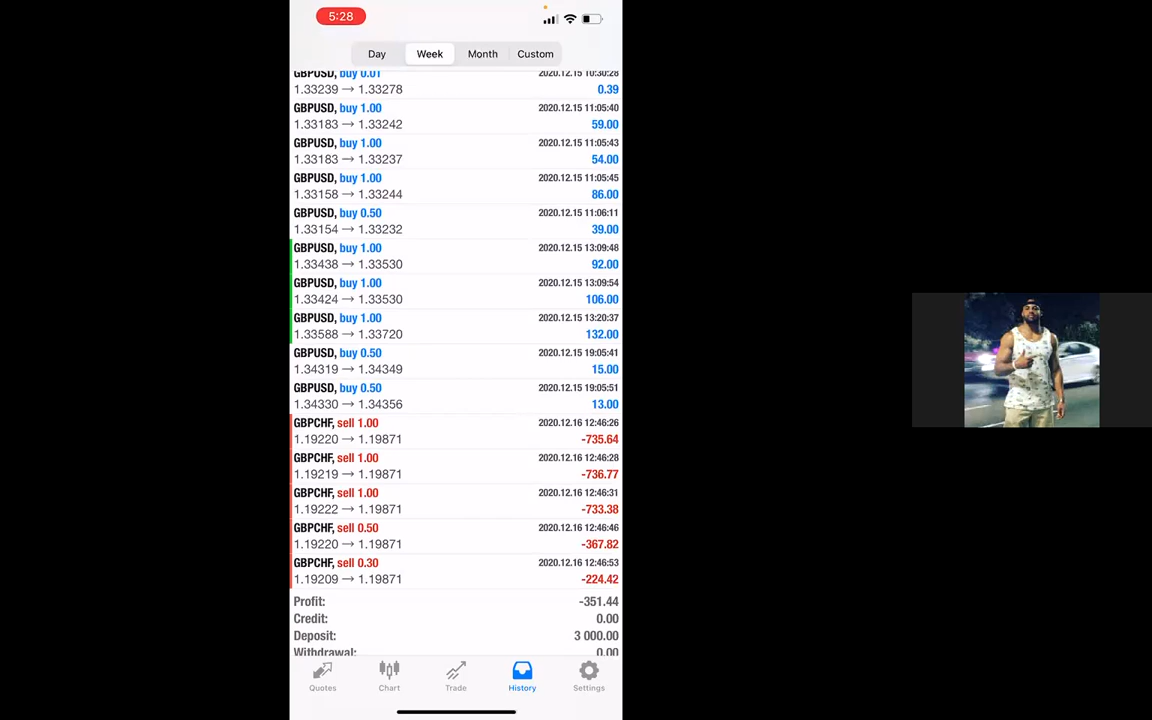 5:28
Day Week Month Custom
GBPUSD, buy 0.01 2020.12.15 10:30:28
1.33239 → 1.33278 0.39
GBPUSD, buy 1.00 2020.12.15 11:05:40
1.33183 → 1.33242 59.00
GBPUSD, buy 1.00 2020.12.15 11:05:43
1.33183 → 1.33237 54.00
GBPUSD, buy 1.00 2020.12.15 11:05:45
1.33158 → 1.33244 86.00
GBPUSD, buy 0.50 2020.12.15 11:06:11
1.33154 → 1.33232 39.00
GBPUSD, buy 1.00 2020.12.15 13:09:48
1.33438 → 1.33530 92.00
GBPUSD, buy 1.00 2020.12.15 13:09:54
1.33424 → 1.33530 106.00
GBPUSD, buy 1.00 2020.12.15 13:20:37
1.33588 → 1.33720 132.00
GBPUSD, buy 0.50 2020.12.15 19:05:41
1.34319 → 1.34349 15.00
GBPUSD, buy 0.50 2020.12.15 19:05:51
1.34330 → 1.34356 13.00
GBPCHF, sell 1.00 2020.12.16 12:46:26
1.19220 → 1.19871 -735.64
GBPCHF, sell 1.00 2020.12.16 12:46:28
1.19219 → 1.19871 -736.77
GBPCHF, sell 1.00 2020.12.16 12:46:31
1.19222 → 1.19871 -733.38
GBPCHF, sell 0.50 2020.12.16 12:46:46
1.19220 → 1.19871 -367.82
GBPCHF, sell 0.30 2020.12.16 12:46:53
1.19209 → 1.19871 -224.42
Profit: -351.44
Credit: 0.00
Deposit: 3 000.00
Withdrawal: 0.00
Quotes Chart Trade History Settings